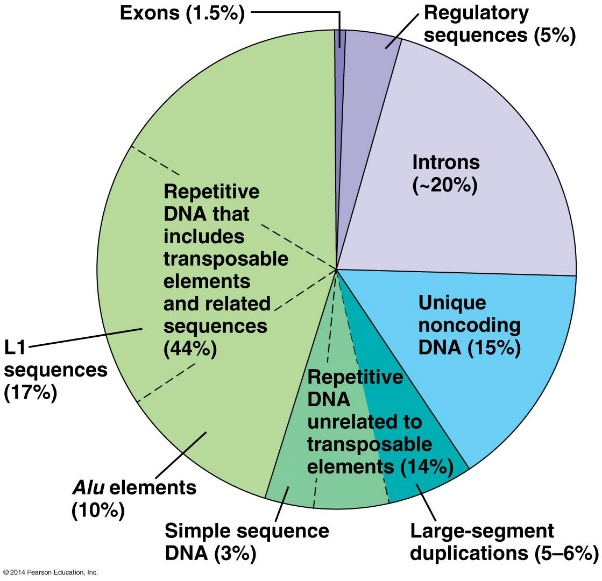 Exons (1.5%)
Regulatory
sequences (5%)
Introns
(~20%)
Repetitive
DNA that
includes
transposable
elements
and related
sequences
(44%)
Unique
noncoding
DNA (15%)
L1
sequences
(17%)
Repetitive
DNA
unrelated to
transposable
elements (14%)
Alu elements
(10%)
Simple sequence
DNA (3%)
Large-segment
duplications (5–6%)
© 2014 Pearson Education, Inc.